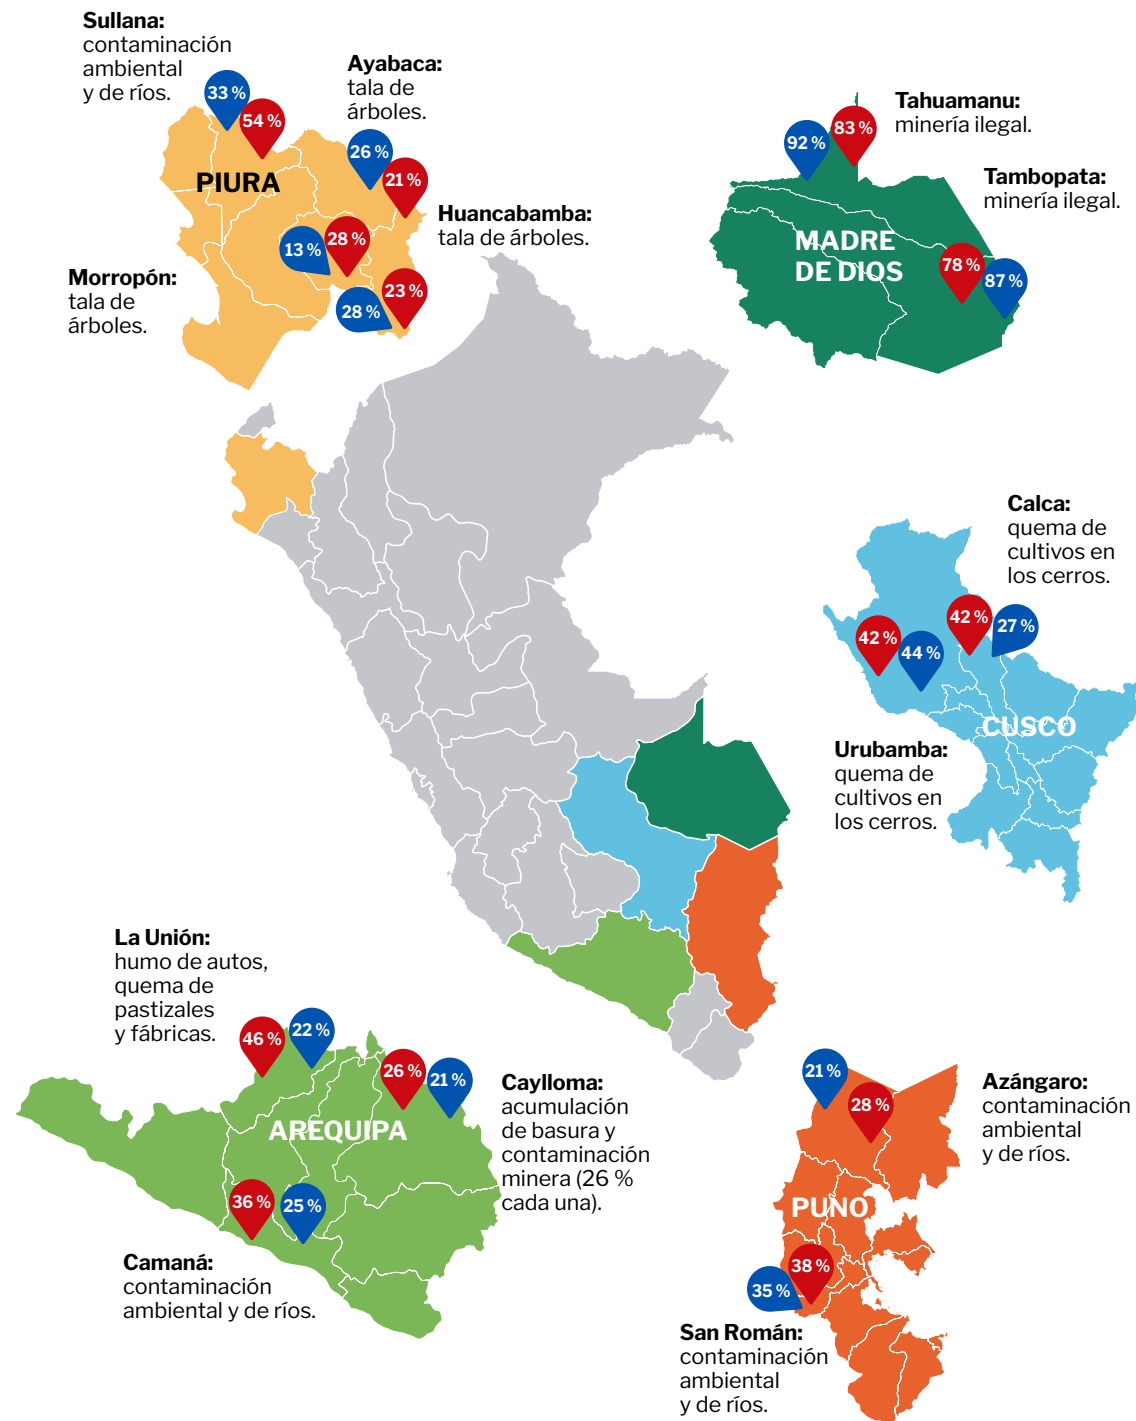 Sullana:
contaminación
ambiental
y de ríos.
33 %
54 %
Ayabaca:
tala de
árboles.
26 %
21 %
PIURA
Huancabamba:
tala de árboles.
13 %
28 %
Morropón:
tala de
árboles.
23 %
28 %
Tahuamanu:
minería ilegal.
92 %
83 %
Tambopata:
minería ilegal.
MADRE
DE DIOS
78 %
87 %
Calca:
quema de
cultivos en
los cerros.
42 %
44 %
42 %
27 %
CUSCO
Urubamba:
quema de
cultivos en
los cerros.
La Unión:
humo de autos,
quema de
pastizales
y fábricas.
46 %
22 %
26 %
21 %
Caylloma:
acumulación
de basura y
contaminación
minera (26 %
cada una).
AREQUIPA
36 %
25 %
Camaná:
contaminación
ambiental y de ríos.
21 %
28 %
Azángaro:
contaminación
ambiental
y de ríos.
PUNO
38 %
35 %
San Román:
contaminación
ambiental
y de ríos.